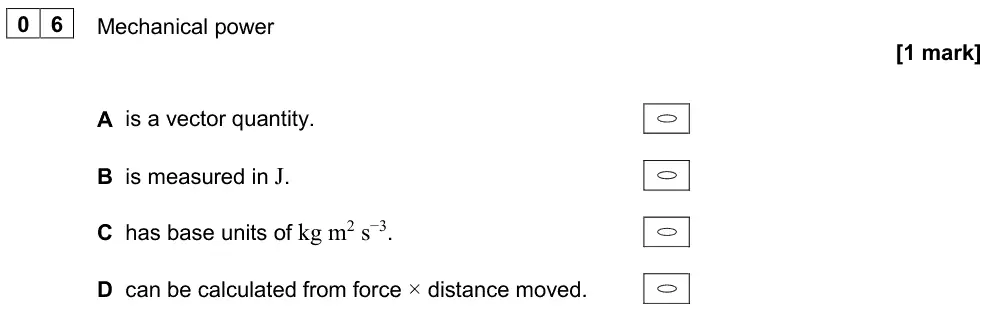 0 6 Mechanical power
[1 mark]
A is a vector quantity.
B is measured in J.
C has base units of kg m² s⁻³.
D can be calculated from force × distance moved.